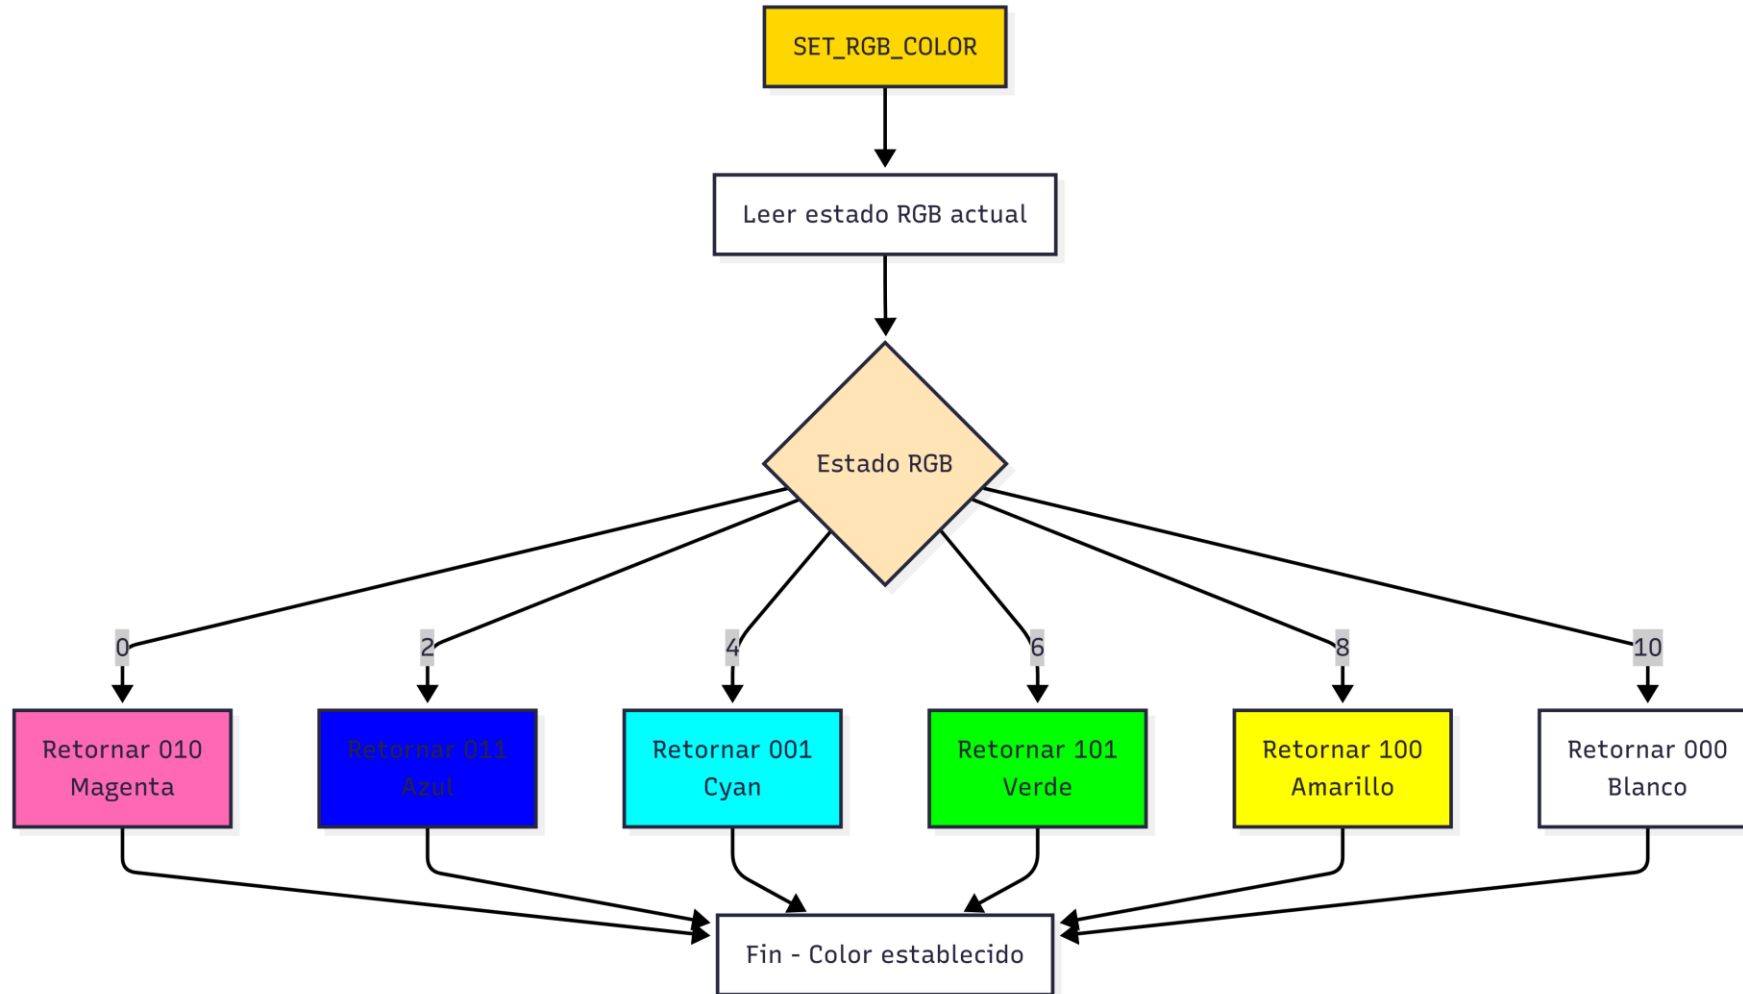 SET_RGB_COLOR
Leer estado RGB actual
Estado RGB
0
2
4
6
8
10
Retornar 010
Magenta
Retornar 011
Azul
Retornar 001
Cyan
Retornar 101
Verde
Retornar 100
Amarillo
Retornar 000
Blanco
Fin - Color establecido